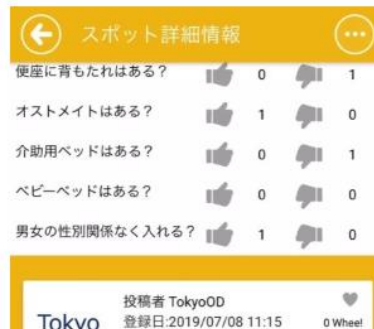 スポット詳細情報
便座に背もたれはある? 0 1
オストメイトはある? 1 0
介助用ベッドはある? 0 1
ベビーベッドはある? 0 0
男女の性別関係なく入れる? 1 0
投稿者 TokyoOD
Tokyo 登録日:2019/07/08 11:15 0 Wheel